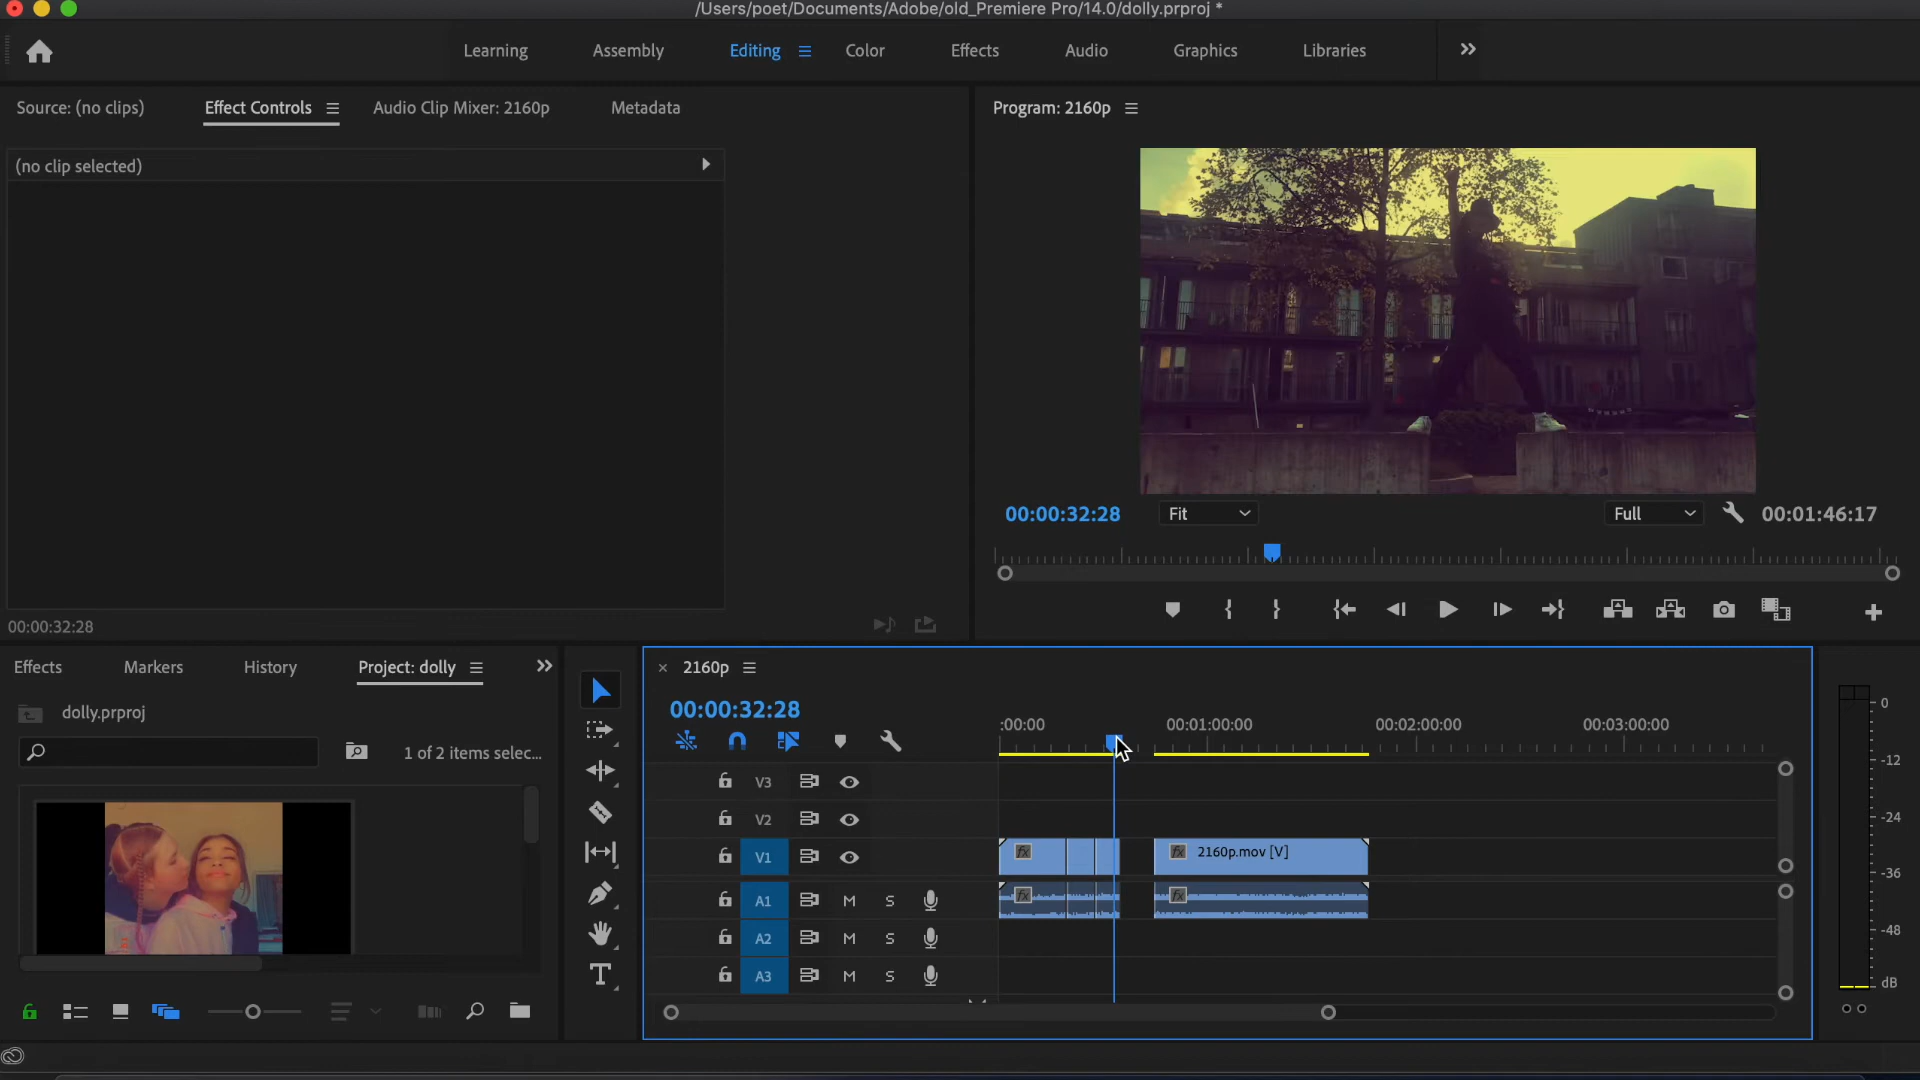 /Users/poet/Documents/Adobe/old_Premiere Pro/14.0/dolly.prproj *
Learning Assembly Editing Color Effects Audio Graphics Libraries
Source: (no clips) Effect Controls Audio Clip Mixer: 2160p Metadata
Program: 2160p
(no clip selected)
00:00:32:28 Fit Full 00:01:46:17
00:00:32:28
Effects Markers History Project: dolly
2160p
dolly.prproj
00:00:32:28
:00:00 00:01:00:00 00:02:00:00 00:03:00:00
1 of 2 items selec...
V3
V2
V1 fx fx 2160p.mov [V]
A1 M S fx fx
A2 M S
A3 M S
0
-12
-24
-36
-48
dB